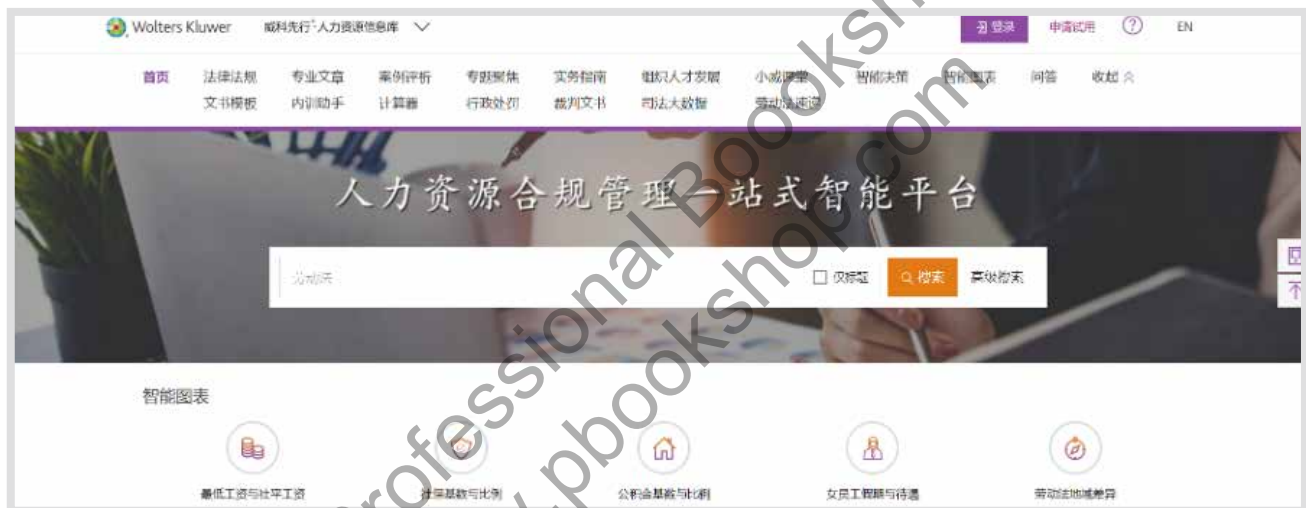 Wolters Kluwer 威科先行®人力资源信息库 登录 申请试用 ? EN
首页 法律法规 专业文章 案例评析 专题聚焦 实务指南 组织人才发展 小威课堂 智能决策 智能图表 问答 收起
文书模板 内训助手 计算器 行政处罚 裁判文书 司法大数据 劳动法速递
人力资源合规管理一站式智能平台
劳动法 仅标题 搜索 高级搜索
智能图表
最低工资与社平工资 社保基数与比例 公积金基数与比例 女员工假期与待遇 劳动法地域差异
Professional Bookshop
www.pbookshop.com